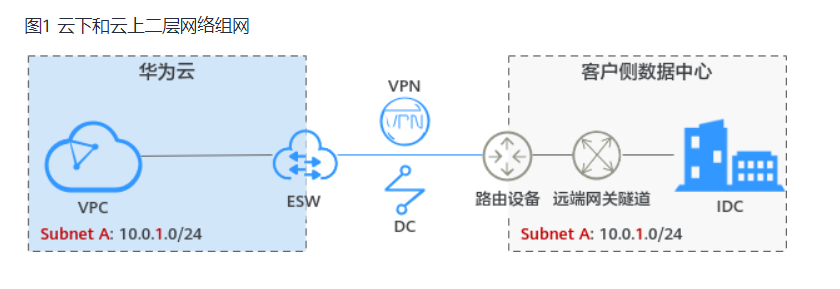 图1 云下和云上二层网络组网
华为云
客户侧数据中心
VPN
VPN
VPC
ESW
DC
路由设备
远端网关隧道
IDC
Subnet A: 10.0.1.0/24
Subnet A: 10.0.1.0/24